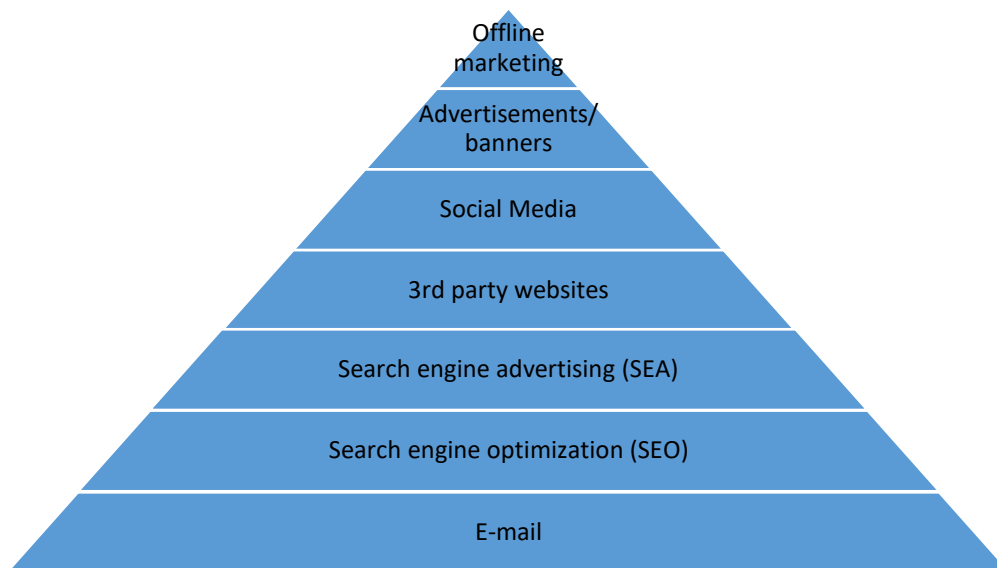 Offline
marketing
Advertisements/
banners
Social Media
3rd party websites
Search engine advertising (SEA)
Search engine optimization (SEO)
E-mail